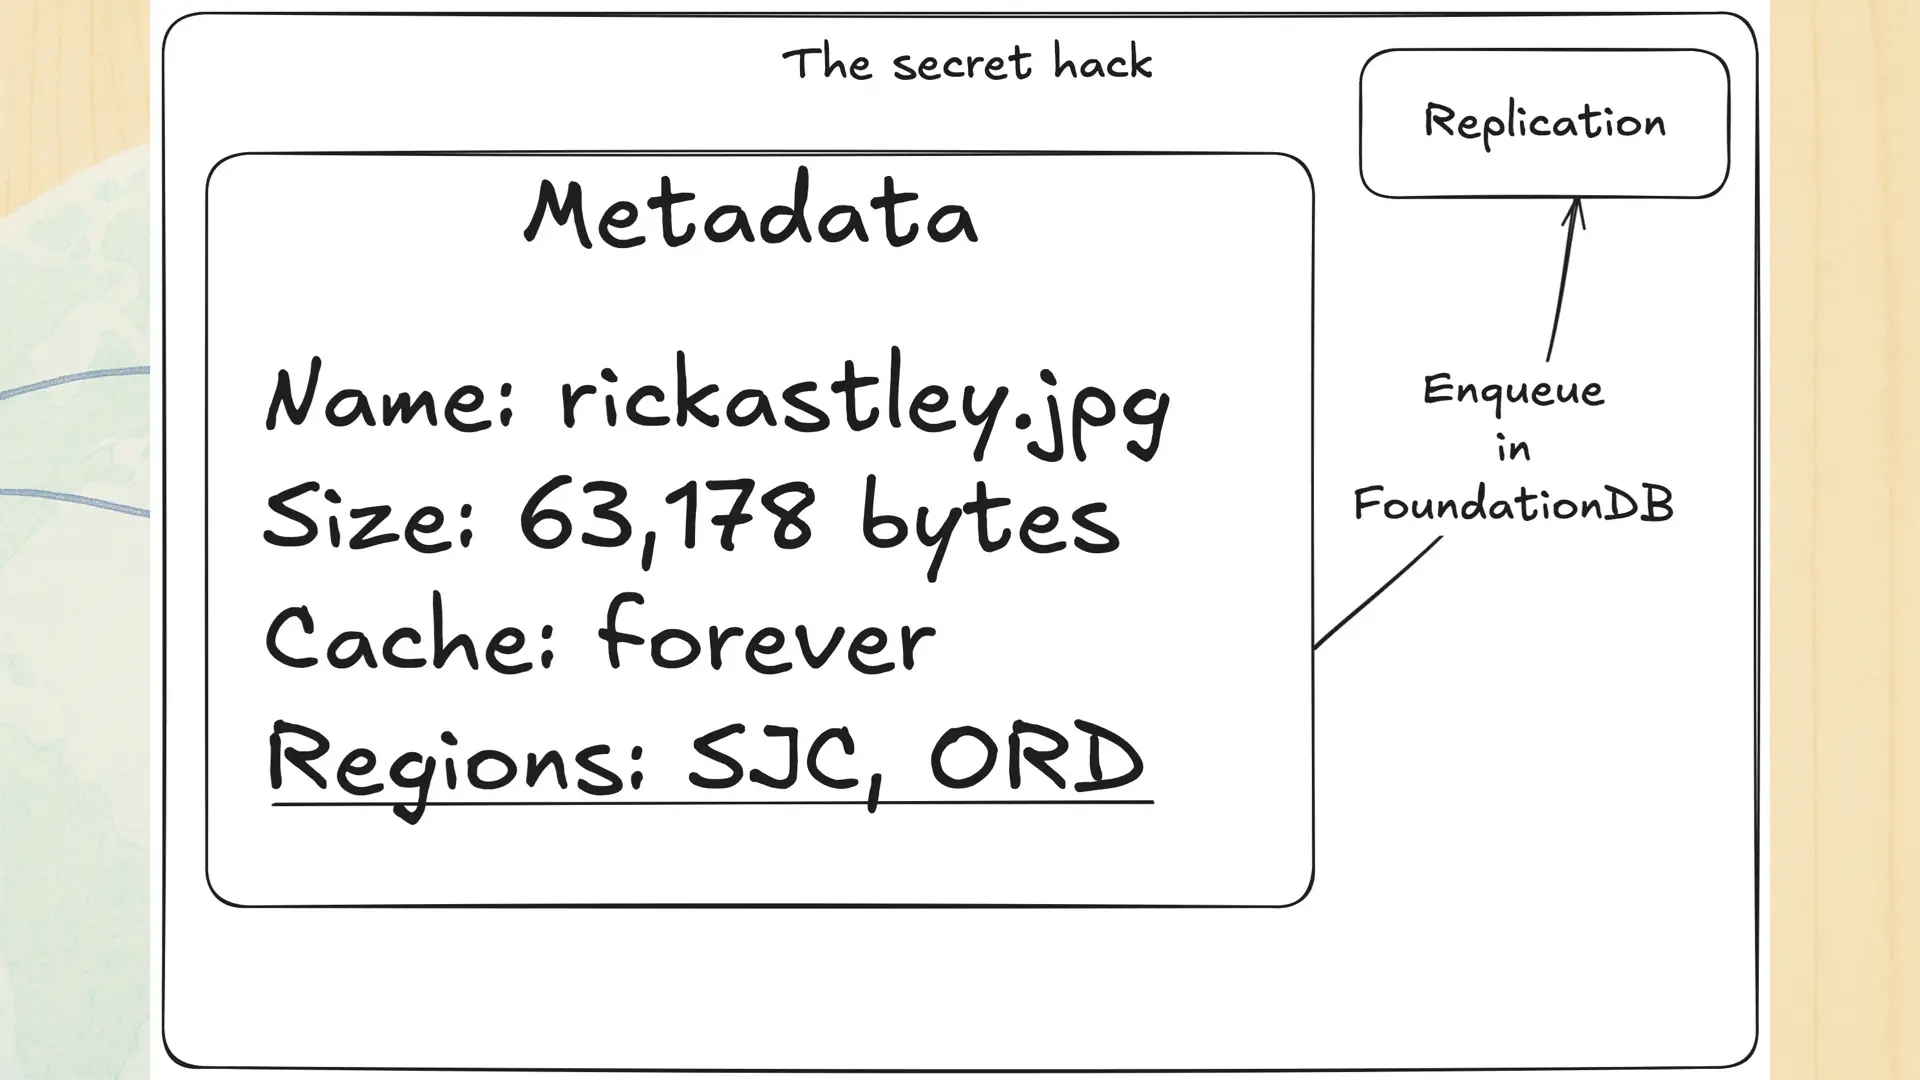 The secret hack
Replication
Metadata
Name: rickastley.jpg
Size: 63,178 bytes
Cache: forever
Regions: SJC, ORD
Enqueue
in
FoundationDB